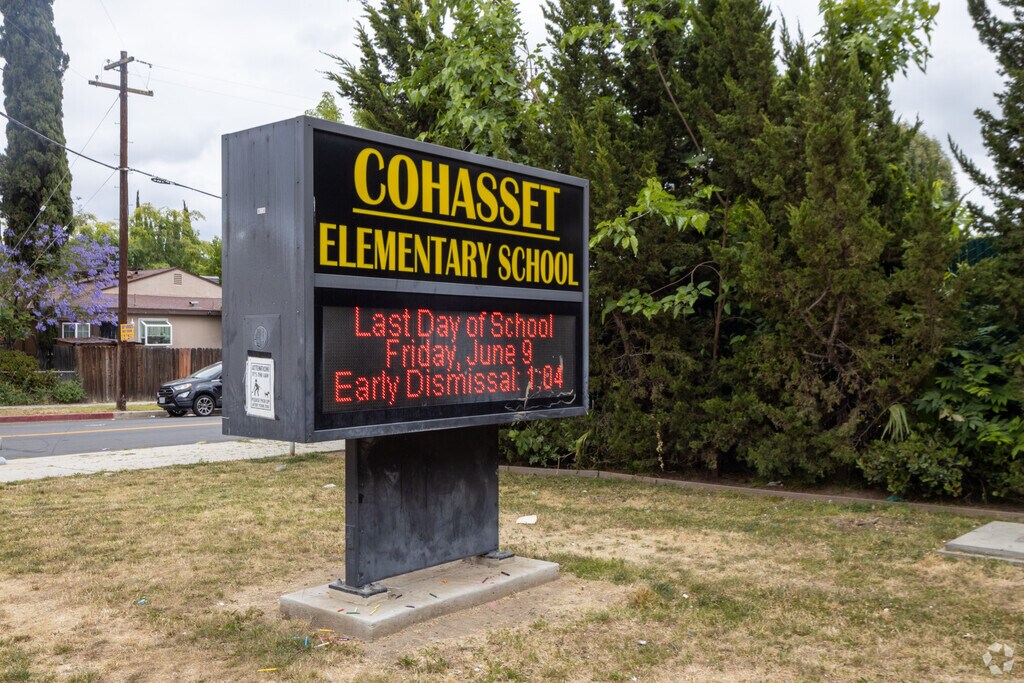 COHASSET
ELEMENTARY SCHOOL
Last Day of School
Friday, June 9
Early Dismissal: 1:04